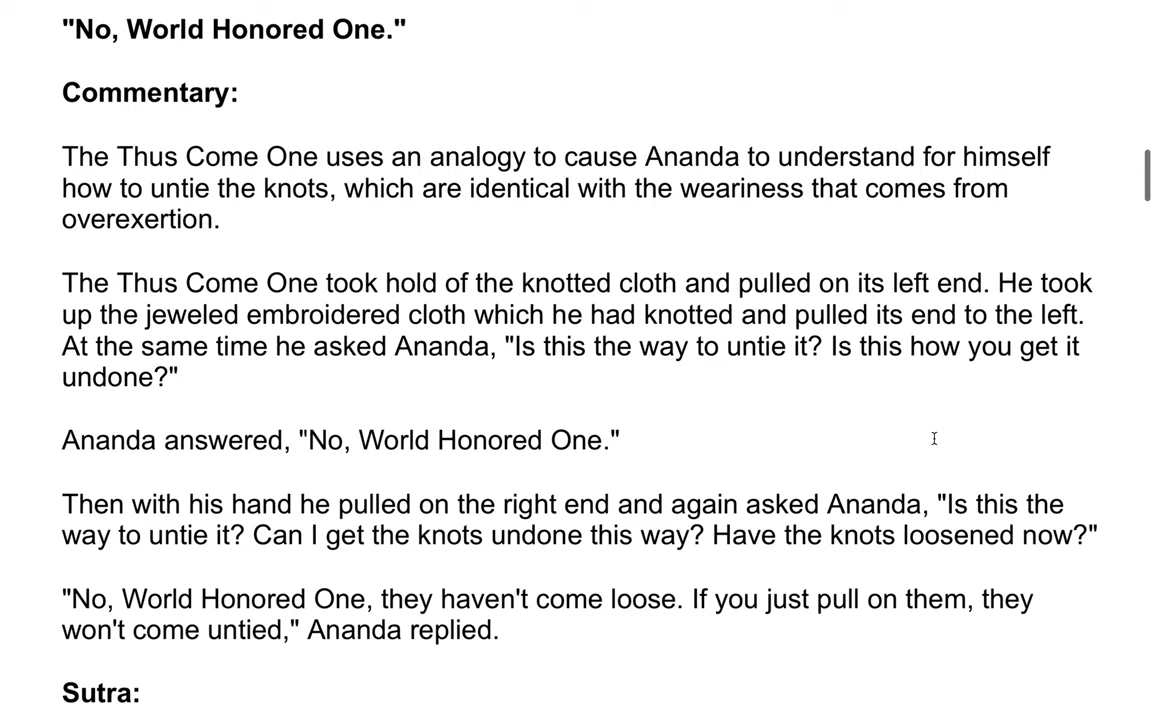 "No, World Honored One."
Commentary:
The Thus Come One uses an analogy to cause Ananda to understand for himself
how to untie the knots, which are identical with the weariness that comes from
overexertion.
The Thus Come One took hold of the knotted cloth and pulled on its left end. He took
up the jeweled embroidered cloth which he had knotted and pulled its end to the left.
At the same time he asked Ananda, "Is this the way to untie it? Is this how you get it
undone?"
Ananda answered, "No, World Honored One."
Then with his hand he pulled on the right end and again asked Ananda, "Is this the
way to untie it? Can I get the knots undone this way? Have the knots loosened now?"
"No, World Honored One, they haven't come loose. If you just pull on them, they
won't come untied," Ananda replied.
Sutra: